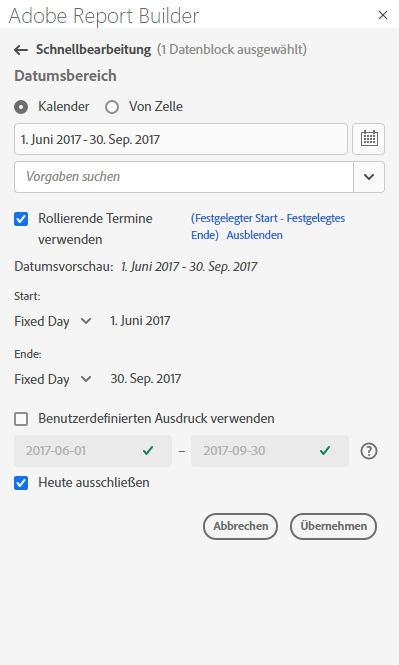 Adobe Report Builder
Schnellbearbeitung (1 Datenblock ausgewählt)
Datumsbereich
Kalender Von Zelle
1. Juni 2017 - 30. Sep. 2017
Vorgaben suchen
Rollierende Termine (Festgelegter Start - Festgelegtes
verwenden Ende) Ausblenden
Datumsvorschau: 1. Juni 2017 - 30. Sep. 2017
Start:
Fixed Day 1. Juni 2017
Ende:
Fixed Day 30. Sep. 2017
Benutzerdefinierten Ausdruck verwenden
2017-06-01 – 2017-09-30 ?
Heute ausschließen
Abbrechen Übernehmen